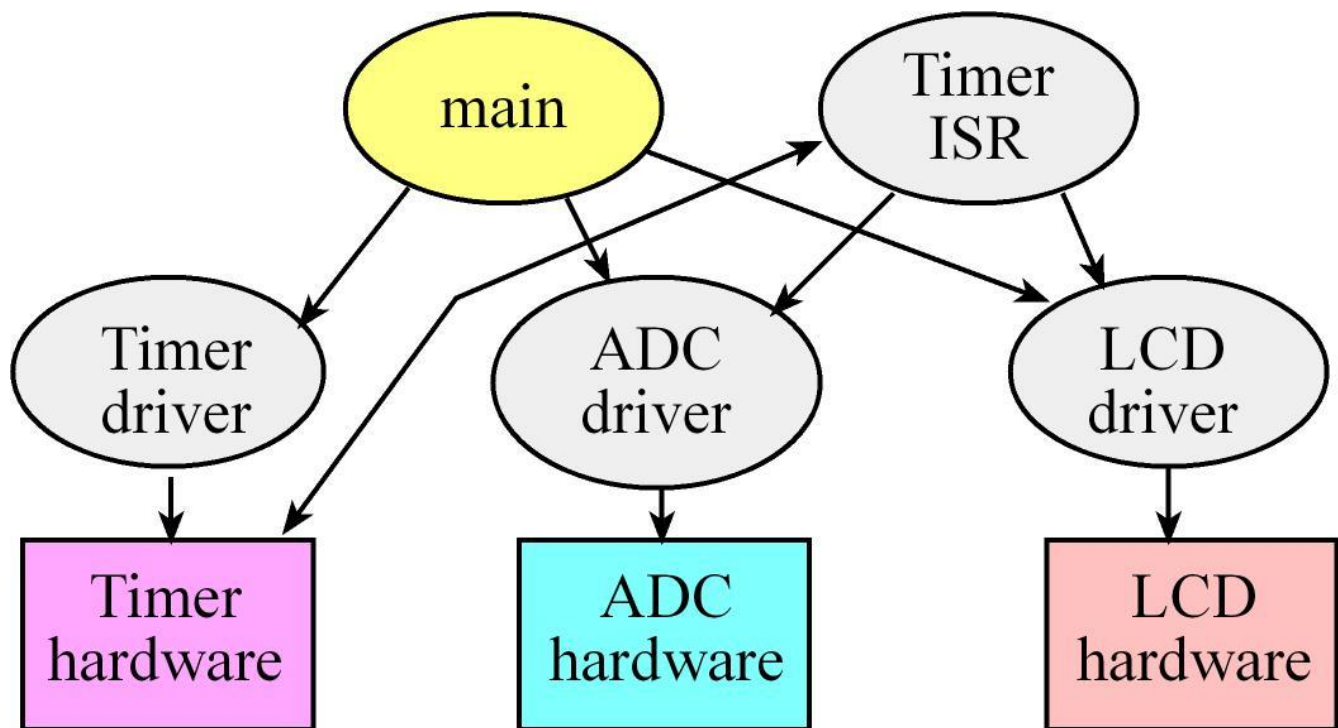 main
Timer
ISR
Timer
driver
ADC
driver
LCD
driver
Timer
hardware
ADC
hardware
LCD
hardware